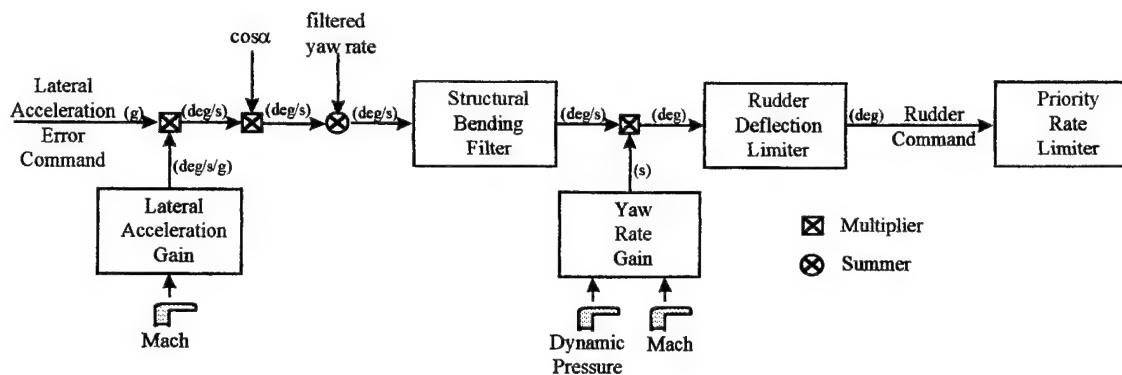 cosα
filtered
yaw rate
Lateral
Acceleration
Error
Command
(g)
(deg/s)
(deg/s)
(deg/s)
Structural
Bending
Filter
(deg/s)
(deg)
Rudder
Deflection
Limiter
(deg)
Rudder
Command
Priority
Rate
Limiter
(deg/s/g)
(s)
Lateral
Acceleration
Gain
Yaw
Rate
Gain
Multiplier
Summer
Mach
Dynamic
Pressure
Mach